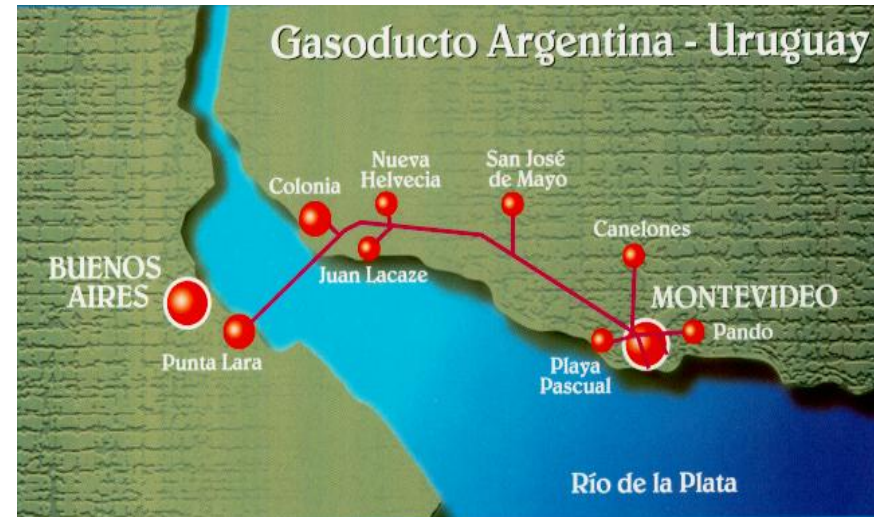 Gasoducto Argentina - Uruguay
Nueva
Helvecia
San José
de Mayo
Colonia
Canelones
BUENOS
AIRES
Juan Lacaze
MONTEVIDEO
Punta Lara
Pando
Playa
Pascual
Río de la Plata